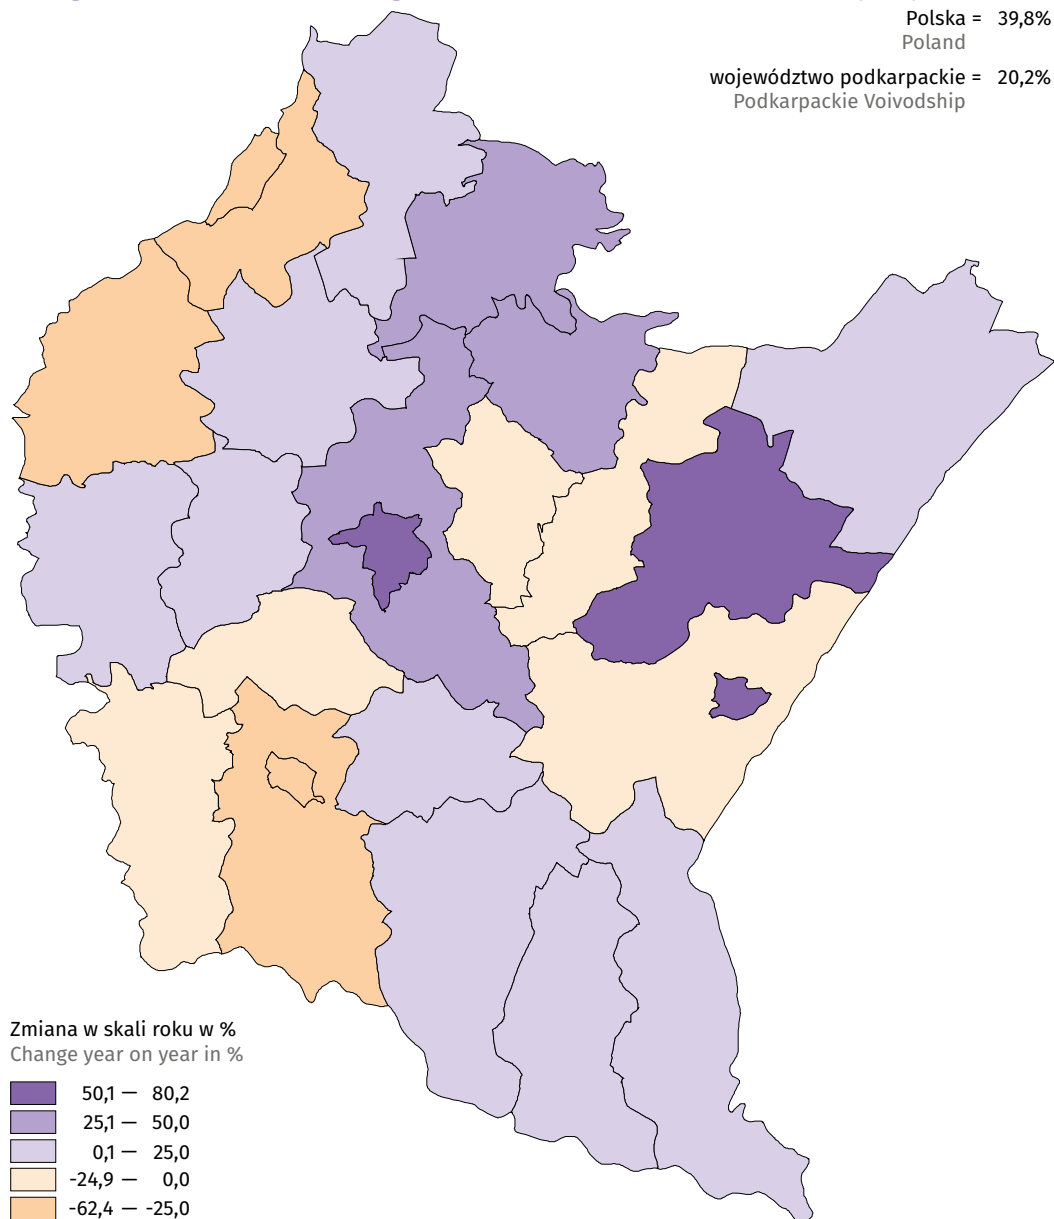 Polska = 39,8%
Poland
województwo podkarpackie = 20,2%
Podkarpackie Voivodship
Zmiana w skali roku w %
Change year on year in %
50,1 — 80,2
25,1 — 50,0
0,1 — 25,0
-24,9 — 0,0
-62,4 — -25,0